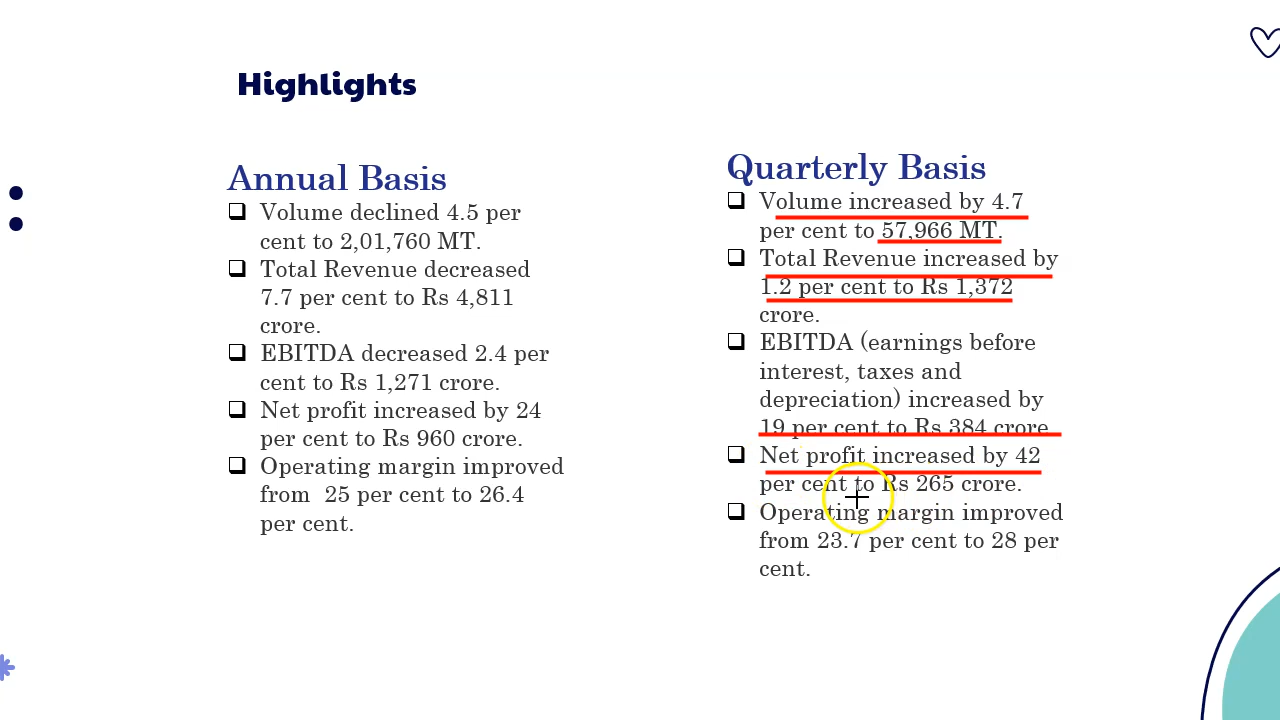 Highlights
Annual Basis
Volume declined 4.5 per
cent to 2,01,760 MT.
Total Revenue decreased
7.7 per cent to Rs 4,811
crore.
EBITDA decreased 2.4 per
cent to Rs 1,271 crore.
Net profit increased by 24
per cent to Rs 960 crore.
Operating margin improved
from 25 per cent to 26.4
per cent.
Quarterly Basis
Volume increased by 4.7
per cent to 57,966 MT.
Total Revenue increased by
1.2 per cent to Rs 1,372
crore.
EBITDA (earnings before
interest, taxes and
depreciation) increased by
19 per cent to Rs 384 crore
Net profit increased by 42
per cent to Rs 265 crore.
Operating margin improved
from 23.7 per cent to 28 per
cent.